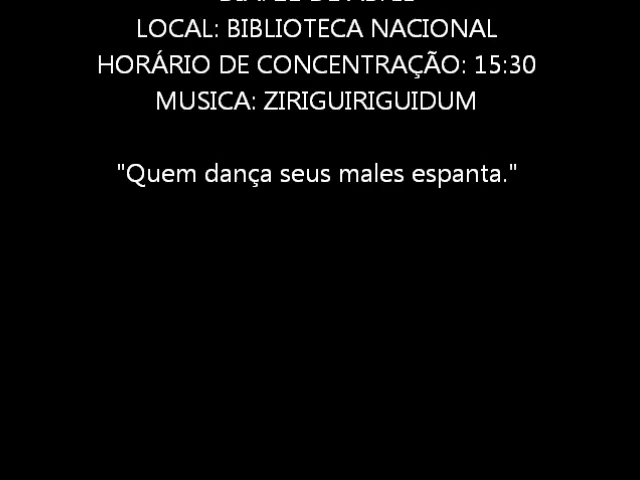 LOCAL: BIBLIOTECA NACIONAL
HORÁRIO DE CONCENTRAÇÃO: 15:30
MUSICA: ZIRIGUIRIGUIDUM
"Quem dança seus males espanta."